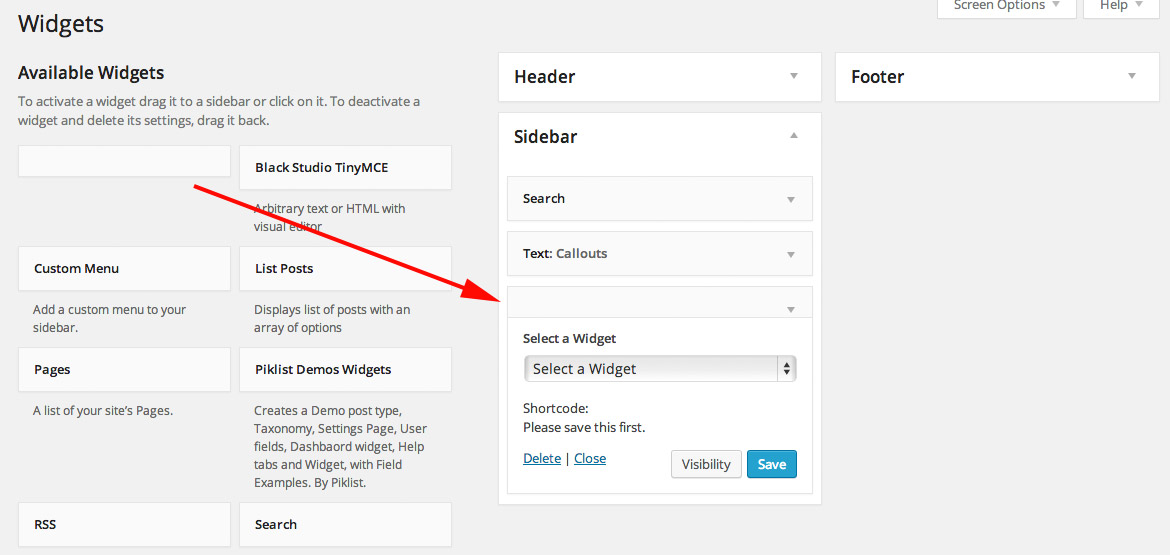 Widgets
Screen Options
Help
Available Widgets
To activate a widget drag it to a sidebar or click on it. To deactivate a
widget and delete its settings, drag it back.
Black Studio TinyMCE
Arbitrary text or HTML with
visual editor
Custom Menu
Add a custom menu to your
sidebar.
List Posts
Displays list of posts with an
array of options
Pages
A list of your site's Pages.
Piklist Demos Widgets
Creates a Demo post type,
Taxonomy, Settings Page, User
fields, Dashbaord widget, Help
tabs and Widget, with Field
Examples. By Piklist.
RSS
Search
Header
Sidebar
Search
Text: Callouts
Select a Widget
Select a Widget
Shortcode:
Please save this first.
Delete | Close
Visibility
Save
Footer